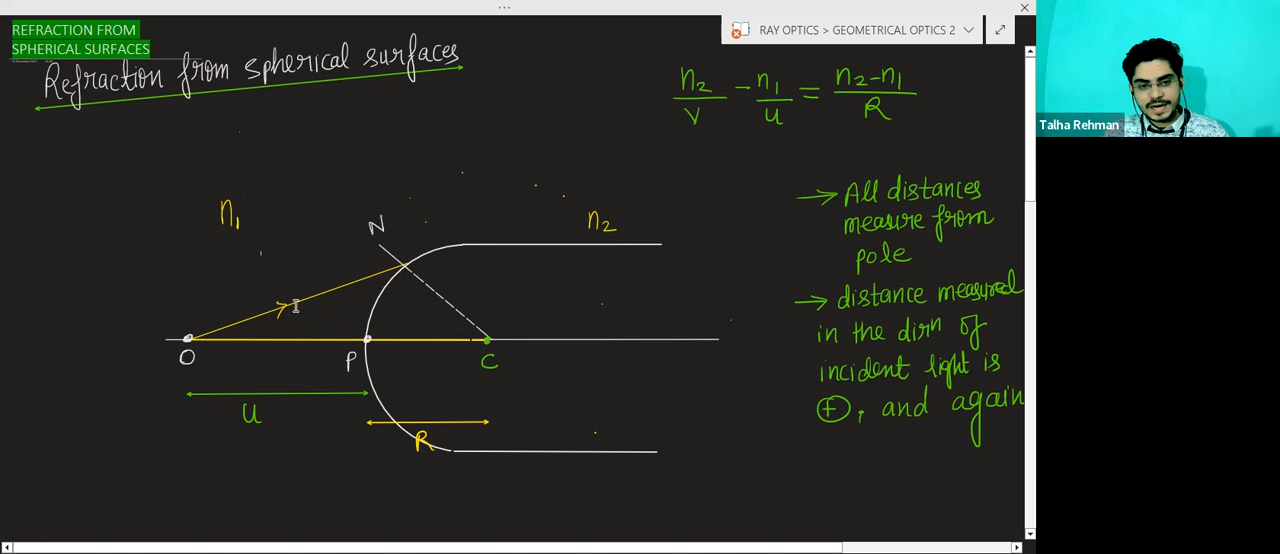 REFRACTION FROM
SPHERICAL SURFACES
RAY OPTICS > GEOMETRICAL OPTICS 2
Talha Rehman
Refraction from spherical surfaces
n2/v - n1/u = n2-n1/R
n1
N
n2
O
P
C
u
R
→ All distances
measure from
pole
→ distance measured
in the dirn of
incident light is
⊕, and again